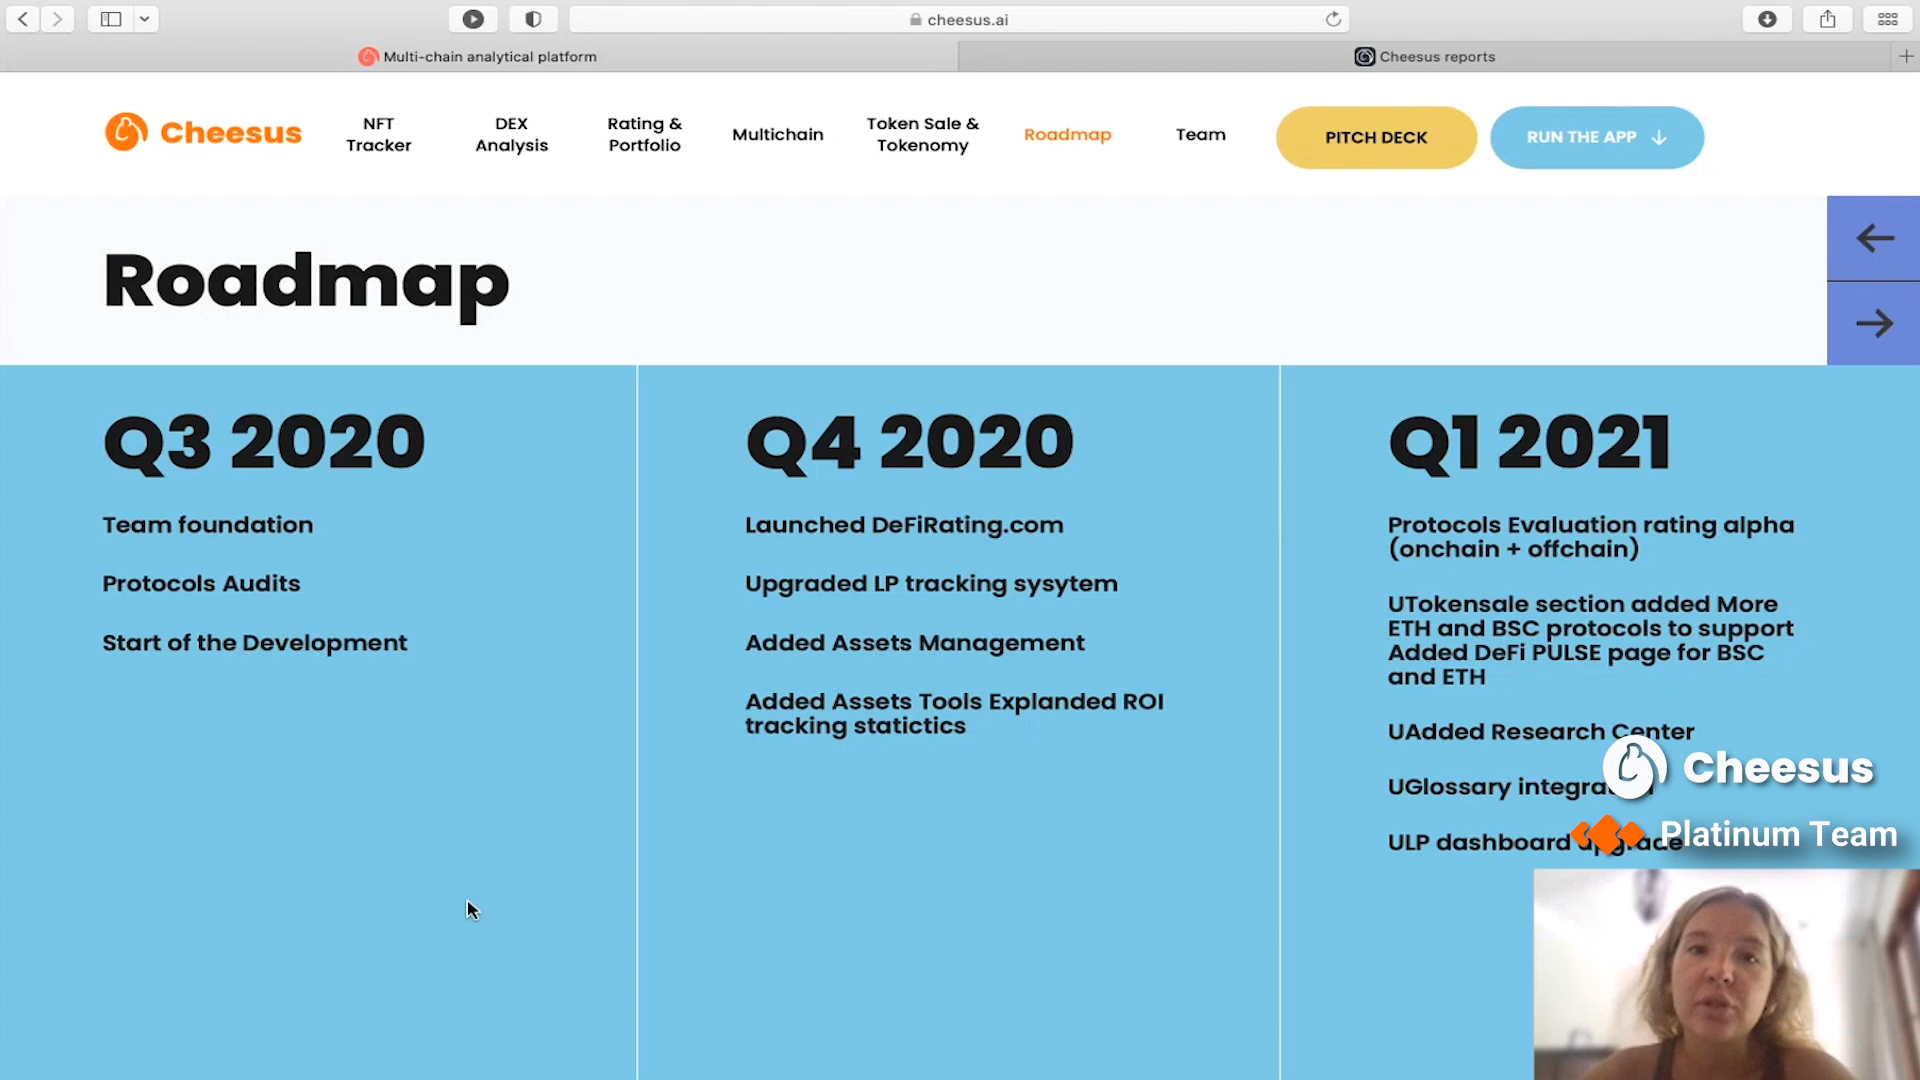 cheesus.ai
Multi-chain analytical platform
Cheesus reports
Cheesus
NFT
Tracker
DEX
Analysis
Rating &
Portfolio
Multichain
Token Sale &
Tokenomy
Roadmap
Team
PITCH DECK
RUN THE APP
Roadmap
Q3 2020
Team foundation
Protocols Audits
Start of the Development
Q4 2020
Launched DeFiRating.com
Upgraded LP tracking sysytem
Added Assets Management
Added Assets Tools Explanded ROI
tracking statictics
Q1 2021
Protocols Evaluation rating alpha
(onchain + offchain)
UTokensale section added More
ETH and BSC protocols to support
Added DeFi PULSE page for BSC
and ETH
UAdded Research Center
UGlossary
ULP dashboard upgrade
Cheesus
Platinum Team